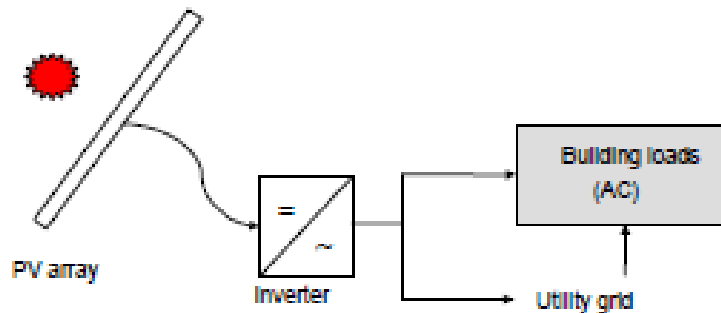 Building loads
(AC)
=
~
PV array
Inverter
Utility grid